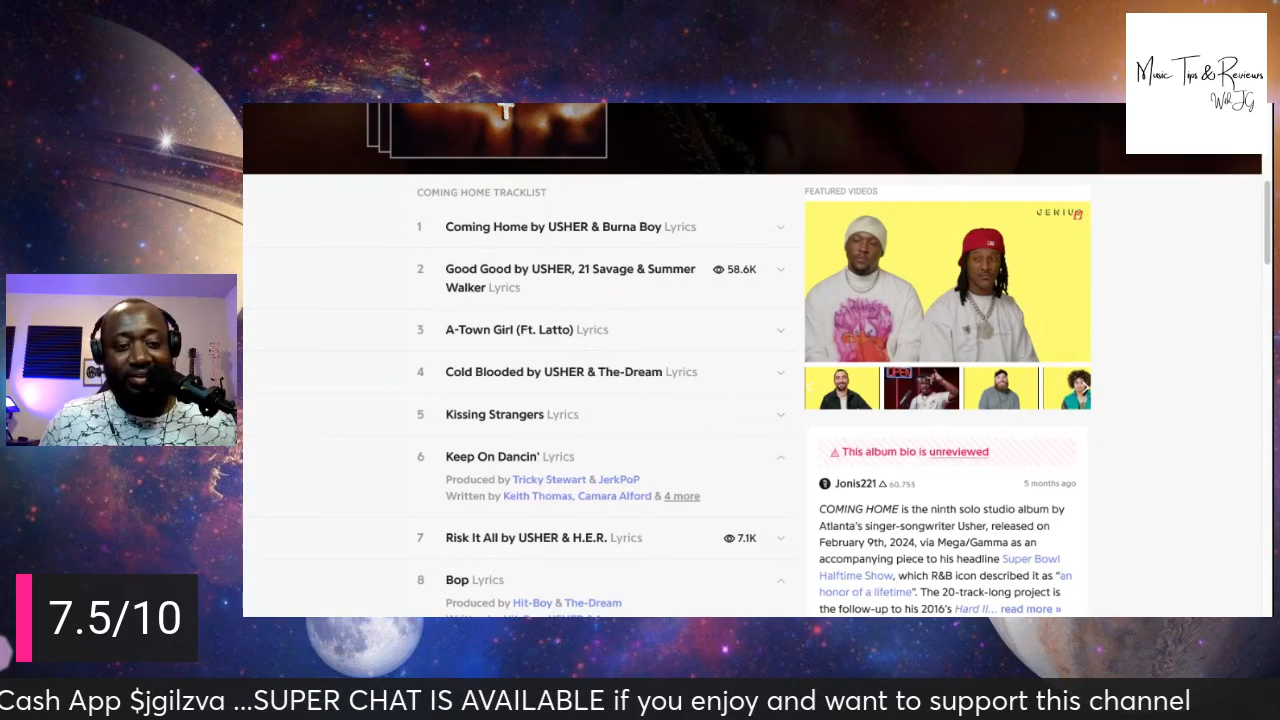 Music Tips & Reviews
With JG
COMING HOME TRACKLIST
1 Coming Home by USHER & Burna Boy Lyrics
2 Good Good by USHER, 21 Savage & Summer Walker Lyrics 58.6K
3 A-Town Girl (Ft. Latto) Lyrics
4 Cold Blooded by USHER & The-Dream Lyrics
5 Kissing Strangers Lyrics
6 Keep On Dancin' Lyrics
Produced by Tricky Stewart & JerkPoP
Written by Keith Thomas, Camara Alford & 4 more
7 Risk It All by USHER & H.E.R. Lyrics 7.1K
8 Bop Lyrics
Produced by Hit-Boy & The-Dream
FEATURED VIDEOS
GENIUS
This album bio is unreviewed
Jonis221 60,753 5 months ago
COMING HOME is the ninth solo studio album by
Atlanta's singer-songwriter Usher, released on
February 9th, 2024, via Mega/Gamma as an
accompanying piece to his headline Super Bowl
Halftime Show, which R&B icon described it as “an
honor of a lifetime”. The 20-track-long project is
the follow-up to his 2016's Hard II... read more »
7.5/10
Cash App $jgilzva ...SUPER CHAT IS AVAILABLE if you enjoy and want to support this channel